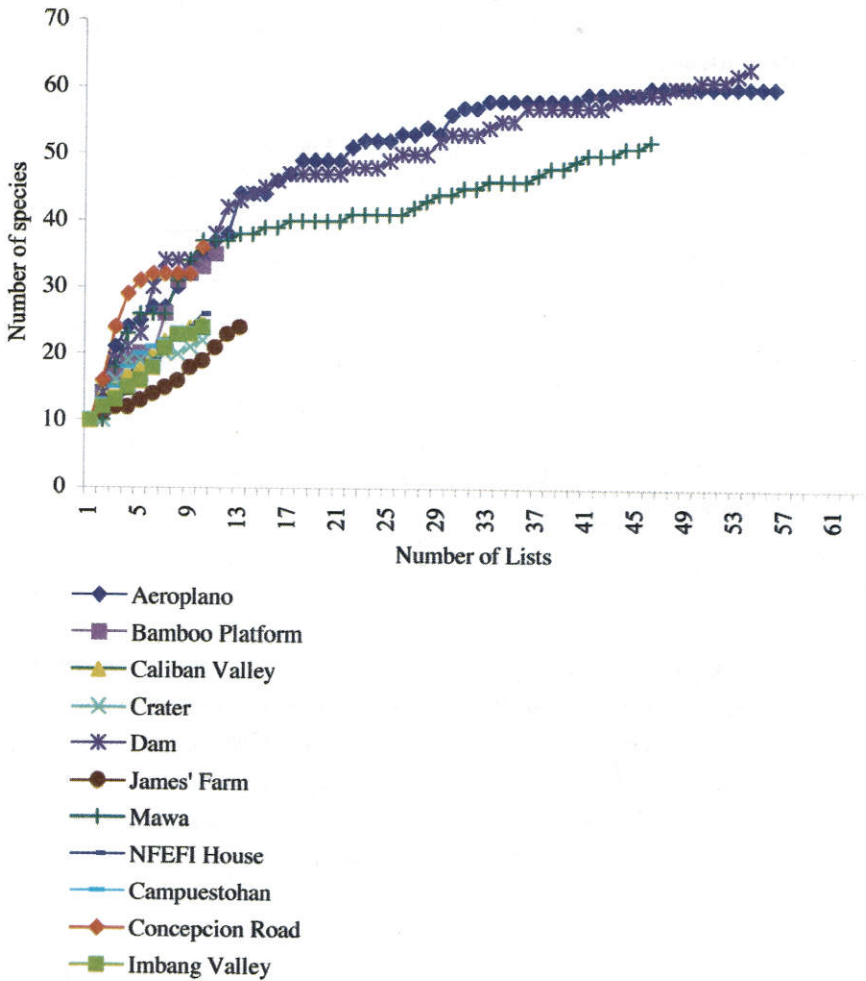 70
60
50
40
30
20
10
0
Number of species
1 5 9 13 17 21 25 29 33 37 41 45 49 53 57 61
Number of Lists
Aeroplano
Bamboo Platform
Caliban Valley
Crater
Dam
James' Farm
Mawa
NFEFI House
Campuestohan
Concepcion Road
Imbang Valley